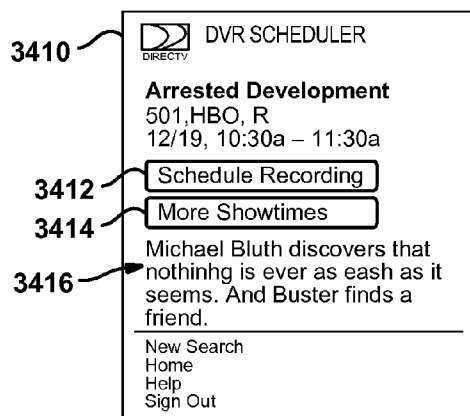 3410
DIRECTV
DVR SCHEDULER
Arrested Development
501,HBO, R
12/19, 10:30a – 11:30a
3412
Schedule Recording
3414
More Showtimes
3416
Michael Bluth discovers that
nothinhg is ever as eash as it
seems. And Buster finds a
friend.
New Search
Home
Help
Sign Out